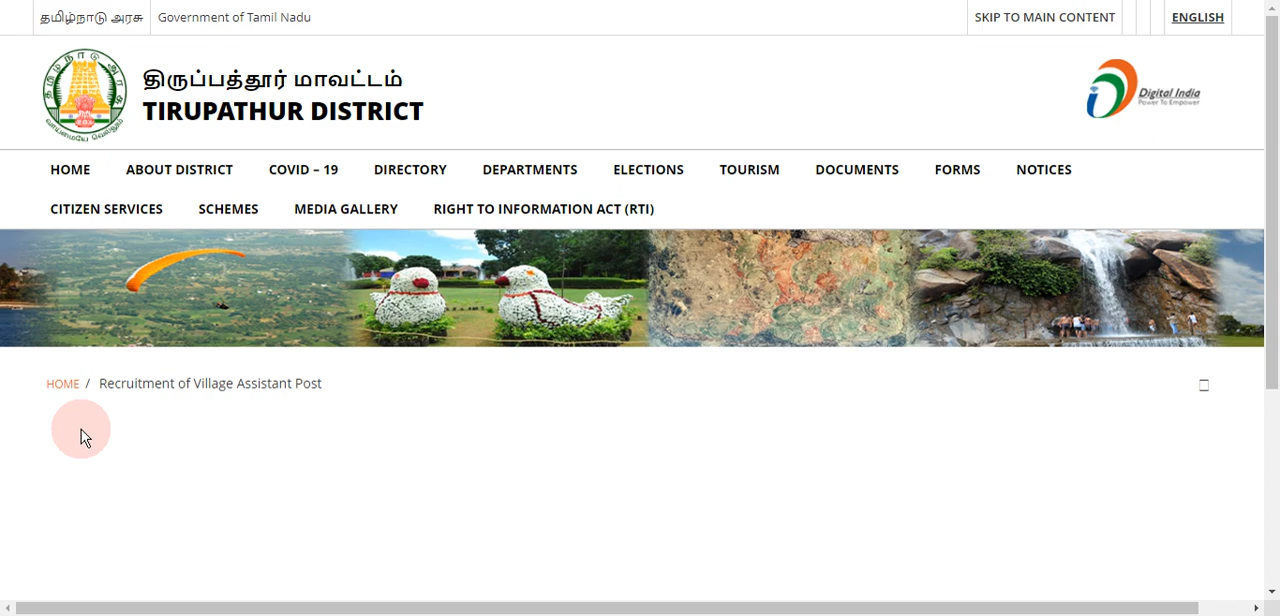 தமிழ்நாடு அரசு Government of Tamil Nadu SKIP TO MAIN CONTENT ENGLISH
திருப்பத்தூர் மாவட்டம்
TIRUPATHUR DISTRICT
Digital India
Power To Empower
HOME ABOUT DISTRICT COVID – 19 DIRECTORY DEPARTMENTS ELECTIONS TOURISM DOCUMENTS FORMS NOTICES
CITIZEN SERVICES SCHEMES MEDIA GALLERY RIGHT TO INFORMATION ACT (RTI)
HOME / Recruitment of Village Assistant Post